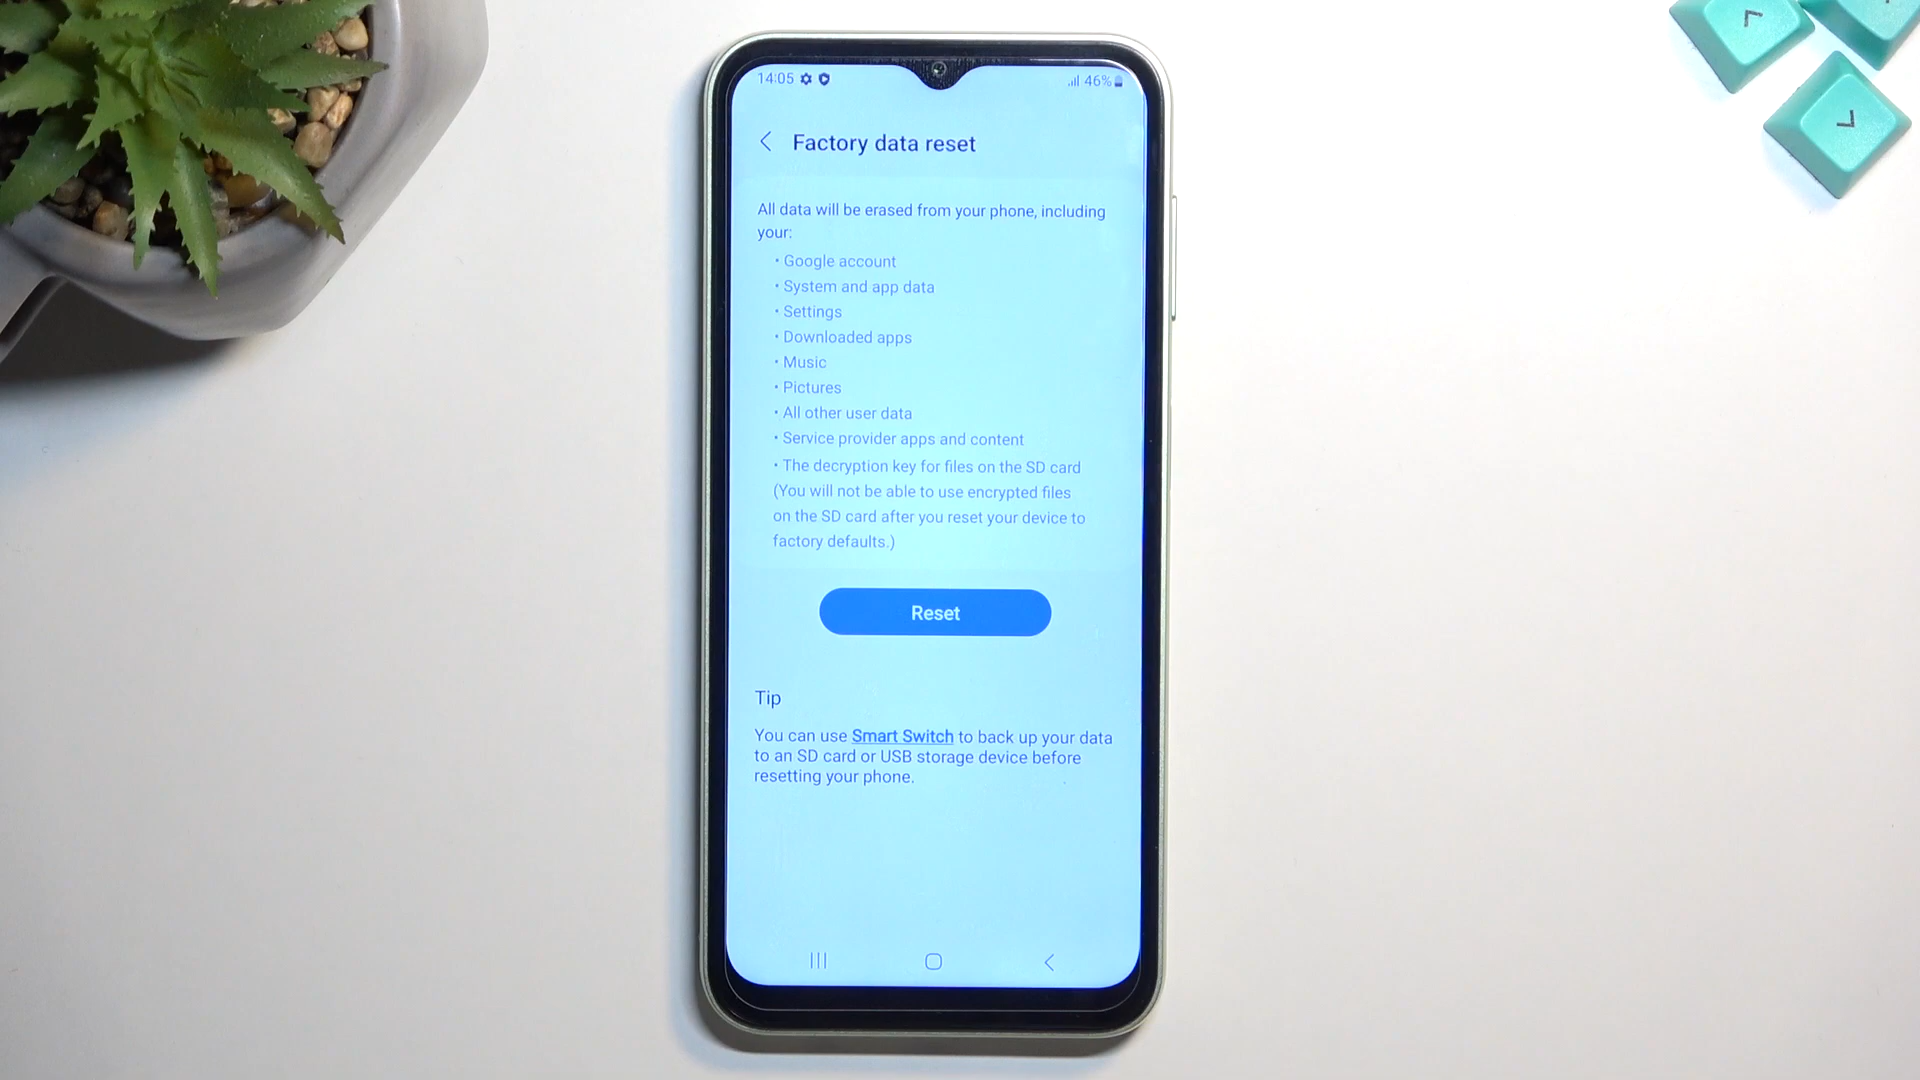 14:05
46%
Factory data reset
All data will be erased from your phone, including
your:
• Google account
• System and app data
• Settings
• Downloaded apps
• Music
• Pictures
• All other user data
• Service provider apps and content
• The decryption key for files on the SD card
(You will not be able to use encrypted files
on the SD card after you reset your device to
factory defaults.)
Reset
Tip
You can use Smart Switch to back up your data
to an SD card or USB storage device before
resetting your phone.